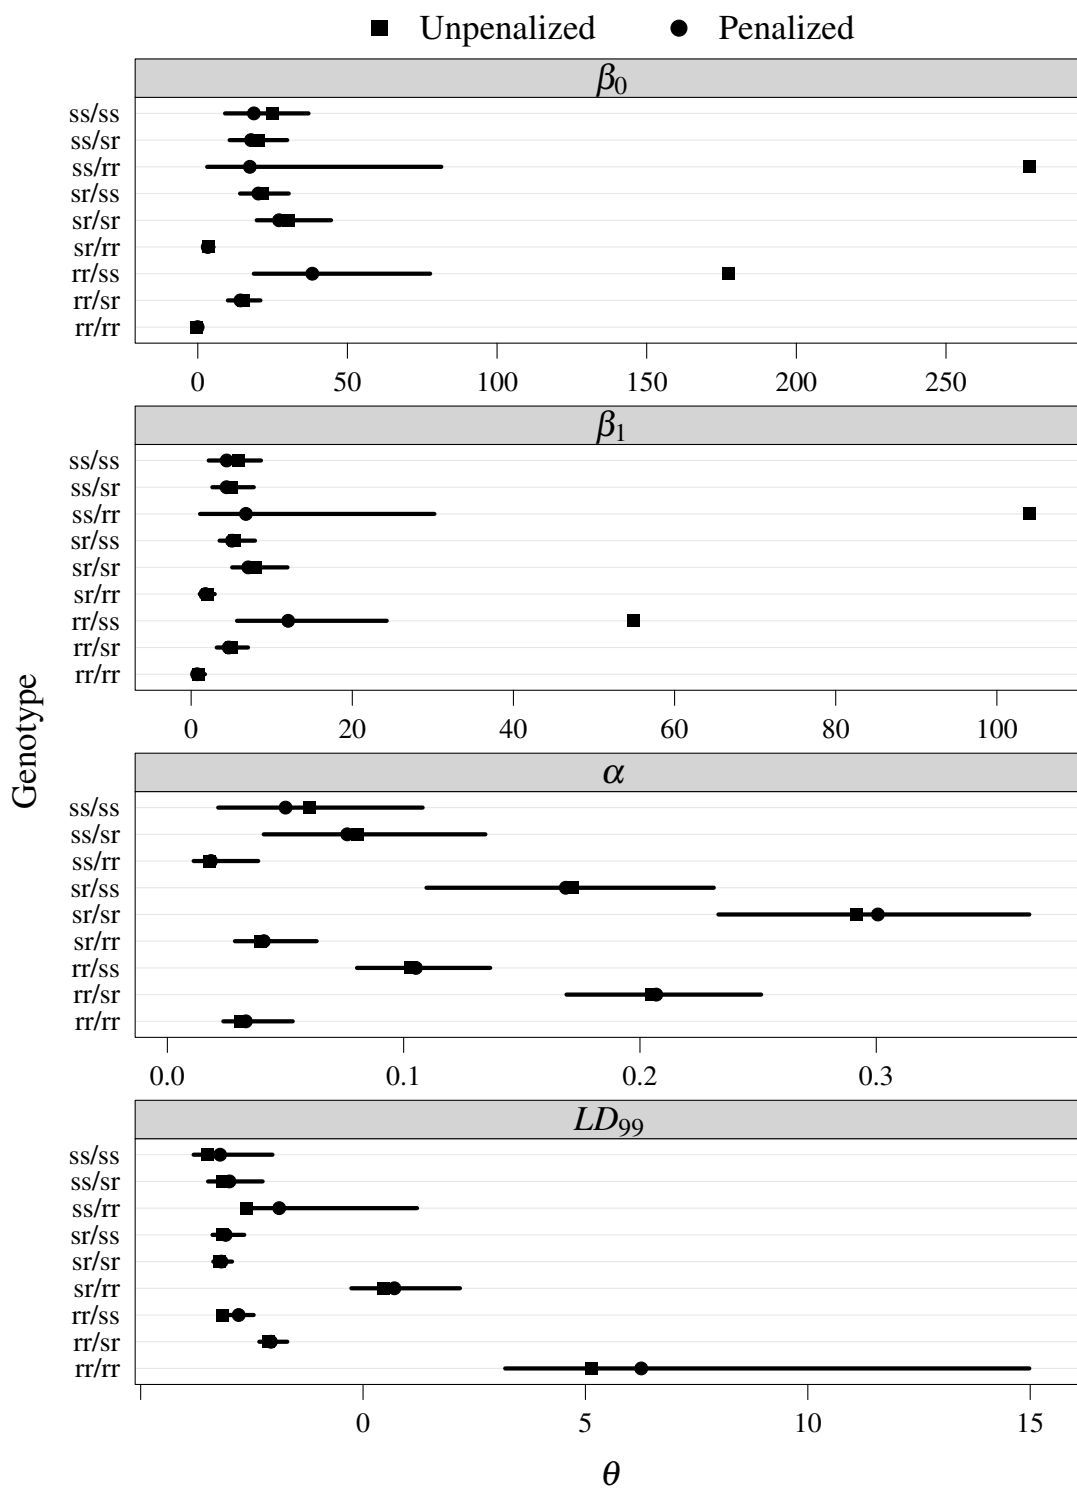 Unpenalized Penalized
β0
ss/ss
ss/sr
ss/rr
sr/ss
sr/sr
sr/rr
rr/ss
rr/sr
rr/rr
0 50 100 150 200 250
β1
ss/ss
ss/sr
ss/rr
sr/ss
sr/sr
sr/rr
rr/ss
rr/sr
rr/rr
0 20 40 60 80 100
Genotype
α
ss/ss
ss/sr
ss/rr
sr/ss
sr/sr
sr/rr
rr/ss
rr/sr
rr/rr
0.0 0.1 0.2 0.3
LD99
ss/ss
ss/sr
ss/rr
sr/ss
sr/sr
sr/rr
rr/ss
rr/sr
rr/rr
0 5 10 15
θ